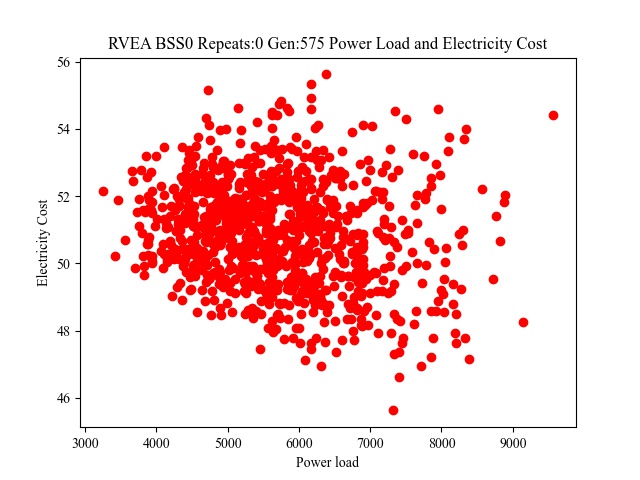 RVEA BSS0 Repeats:0 Gen:575 Power Load and Electricity Cost
56
54
52
50
48
46
Electricity Cost
3000 4000 5000 6000 7000 8000 9000
Power load